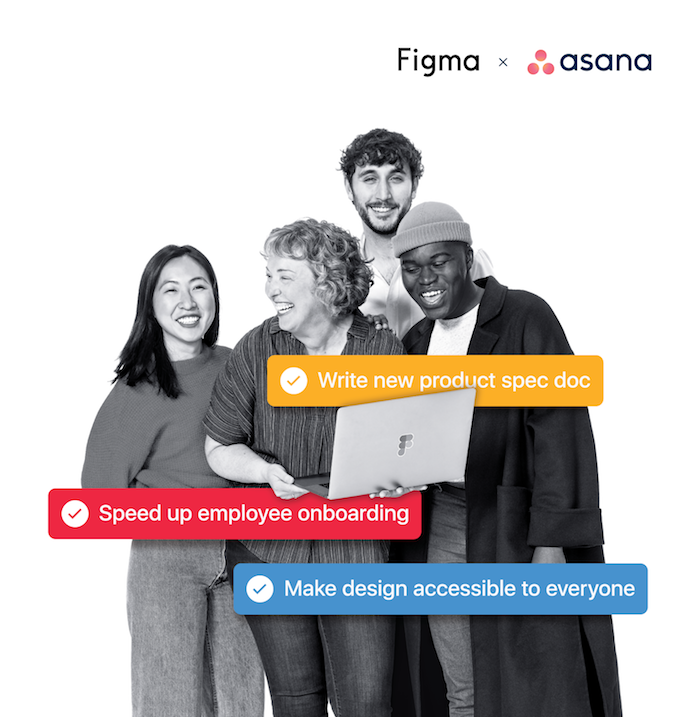 Figma × asana
Write new product spec doc
Speed up employee onboarding
Make design accessible to everyone